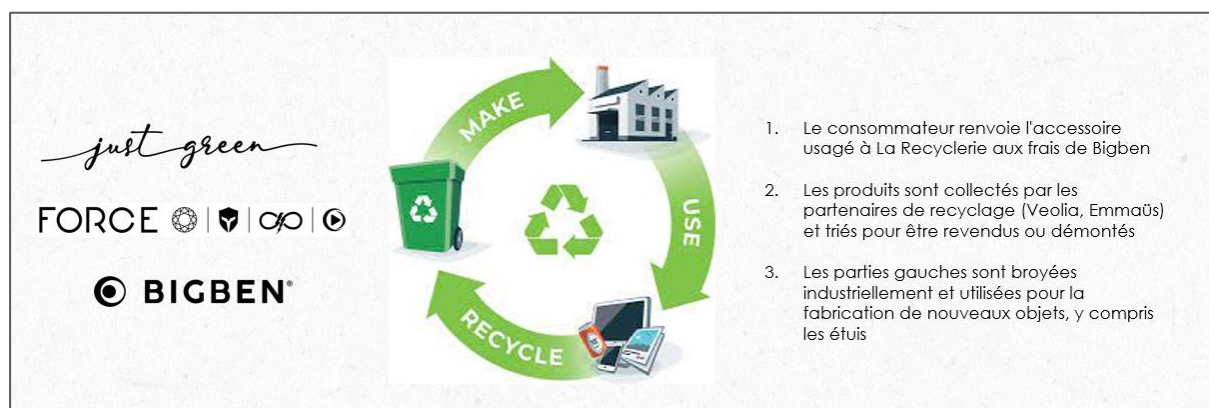 just green
FORCE
BIGBEN®
MAKE
USE
RECYCLE
1. Le consommateur renvoie l'accessoire
usagé à La Recyclerie aux frais de Bigben
2. Les produits sont collectés par les
partenaires de recyclage (Veolia, Emmaüs)
et triés pour être revendus ou démontés
3. Les parties gauches sont broyées
industriellement et utilisées pour la
fabrication de nouveaux objets, y compris
les étuis